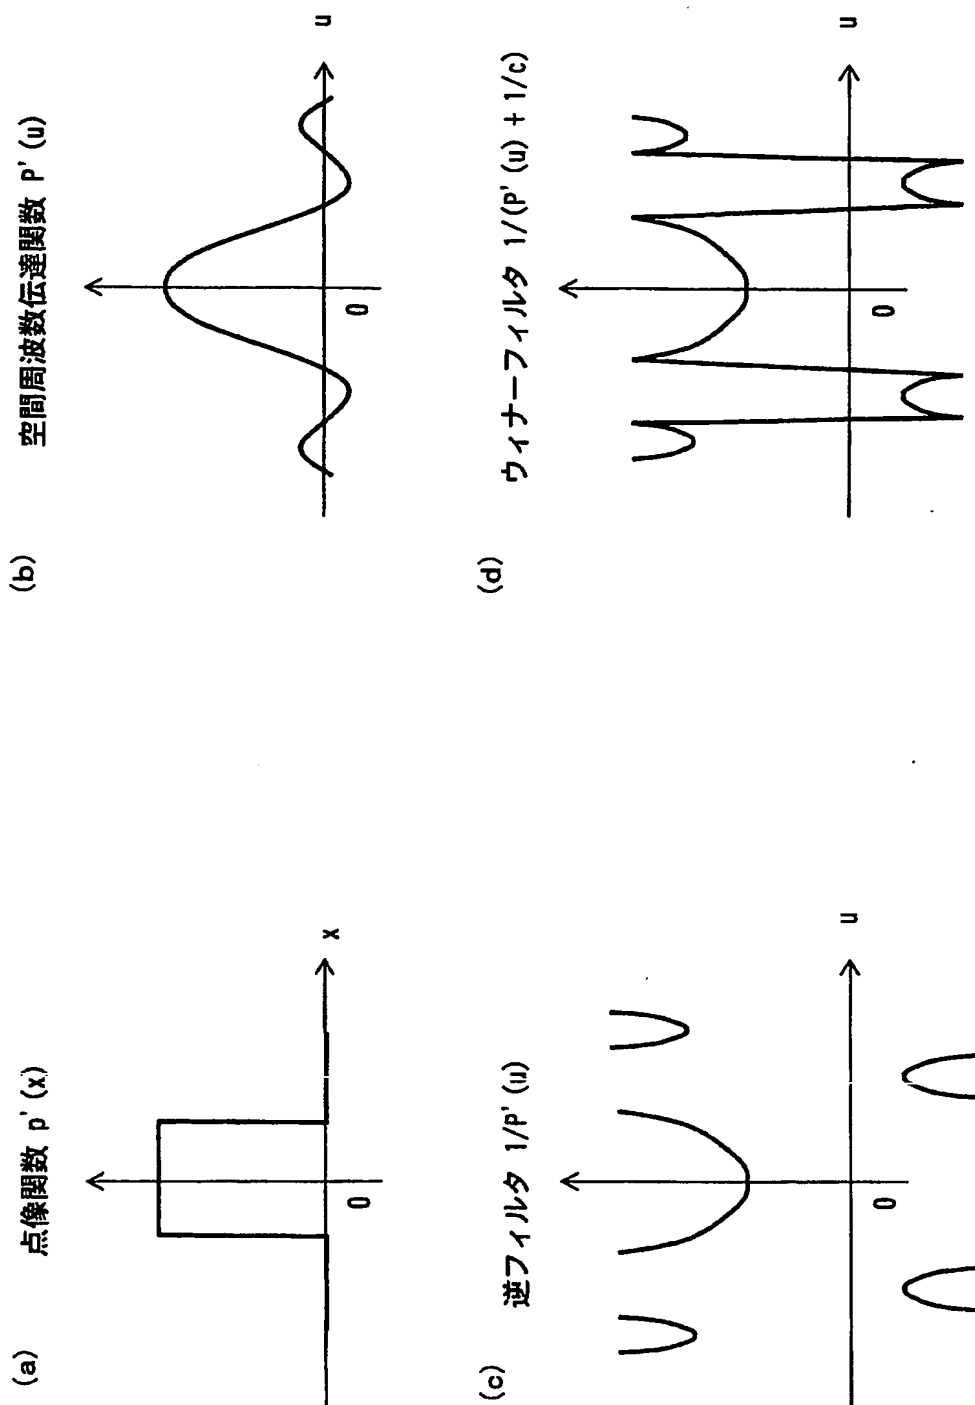 (a)
点像関数 p'(x)
x
0
(b)
空間周波数伝達関数 P'(u)
u
0
(c)
逆フィルタ 1/P'(u)
u
0
(d)
ウィナーフィルタ 1/(P'(u) + 1/c)
u
0